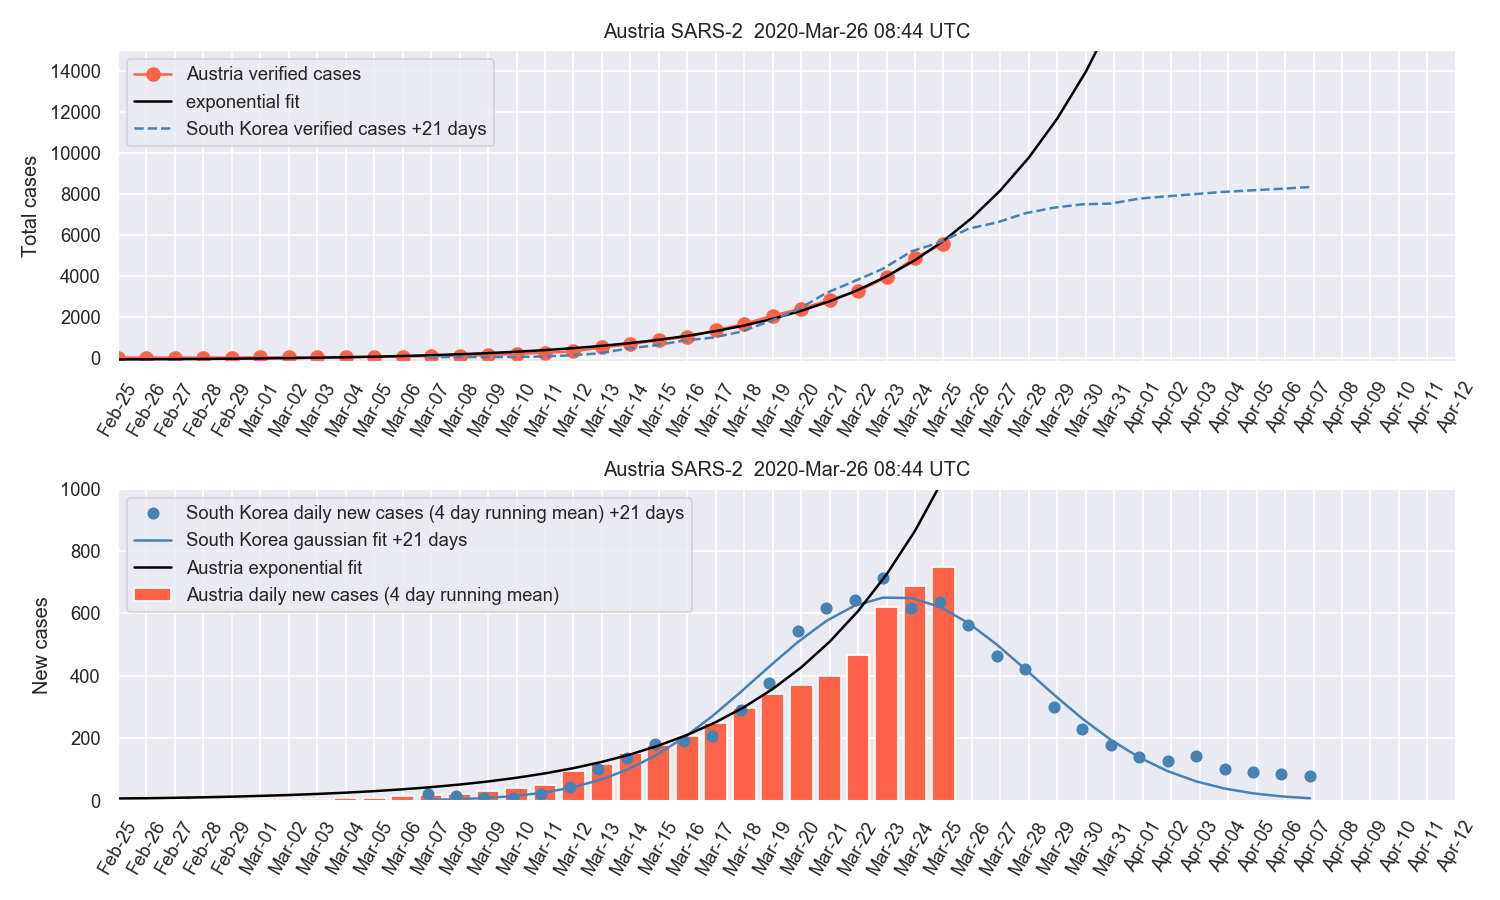 Austria SARS-2  2020-Mar-26 08:44 UTC
Total cases
14000
12000
10000
8000
6000
4000
2000
0
Austria verified cases
exponential fit
South Korea verified cases +21 days
Feb-25 Feb-26 Feb-27 Feb-28 Feb-29 Mar-01 Mar-02 Mar-03 Mar-04 Mar-05 Mar-06 Mar-07 Mar-08 Mar-09 Mar-10 Mar-11 Mar-12 Mar-13 Mar-14 Mar-15 Mar-16 Mar-17 Mar-18 Mar-19 Mar-20 Mar-21 Mar-22 Mar-23 Mar-24 Mar-25 Mar-26 Mar-27 Mar-28 Mar-29 Mar-30 Mar-31 Apr-01 Apr-02 Apr-03 Apr-04 Apr-05 Apr-06 Apr-07 Apr-08 Apr-09 Apr-10 Apr-11 Apr-12
Austria SARS-2  2020-Mar-26 08:44 UTC
New cases
1000
800
600
400
200
0
South Korea daily new cases (4 day running mean) +21 days
South Korea gaussian fit +21 days
Austria exponential fit
Austria daily new cases (4 day running mean)
Feb-25 Feb-26 Feb-27 Feb-28 Feb-29 Mar-01 Mar-02 Mar-03 Mar-04 Mar-05 Mar-06 Mar-07 Mar-08 Mar-09 Mar-10 Mar-11 Mar-12 Mar-13 Mar-14 Mar-15 Mar-16 Mar-17 Mar-18 Mar-19 Mar-20 Mar-21 Mar-22 Mar-23 Mar-24 Mar-25 Mar-26 Mar-27 Mar-28 Mar-29 Mar-30 Mar-31 Apr-01 Apr-02 Apr-03 Apr-04 Apr-05 Apr-06 Apr-07 Apr-08 Apr-09 Apr-10 Apr-11 Apr-12